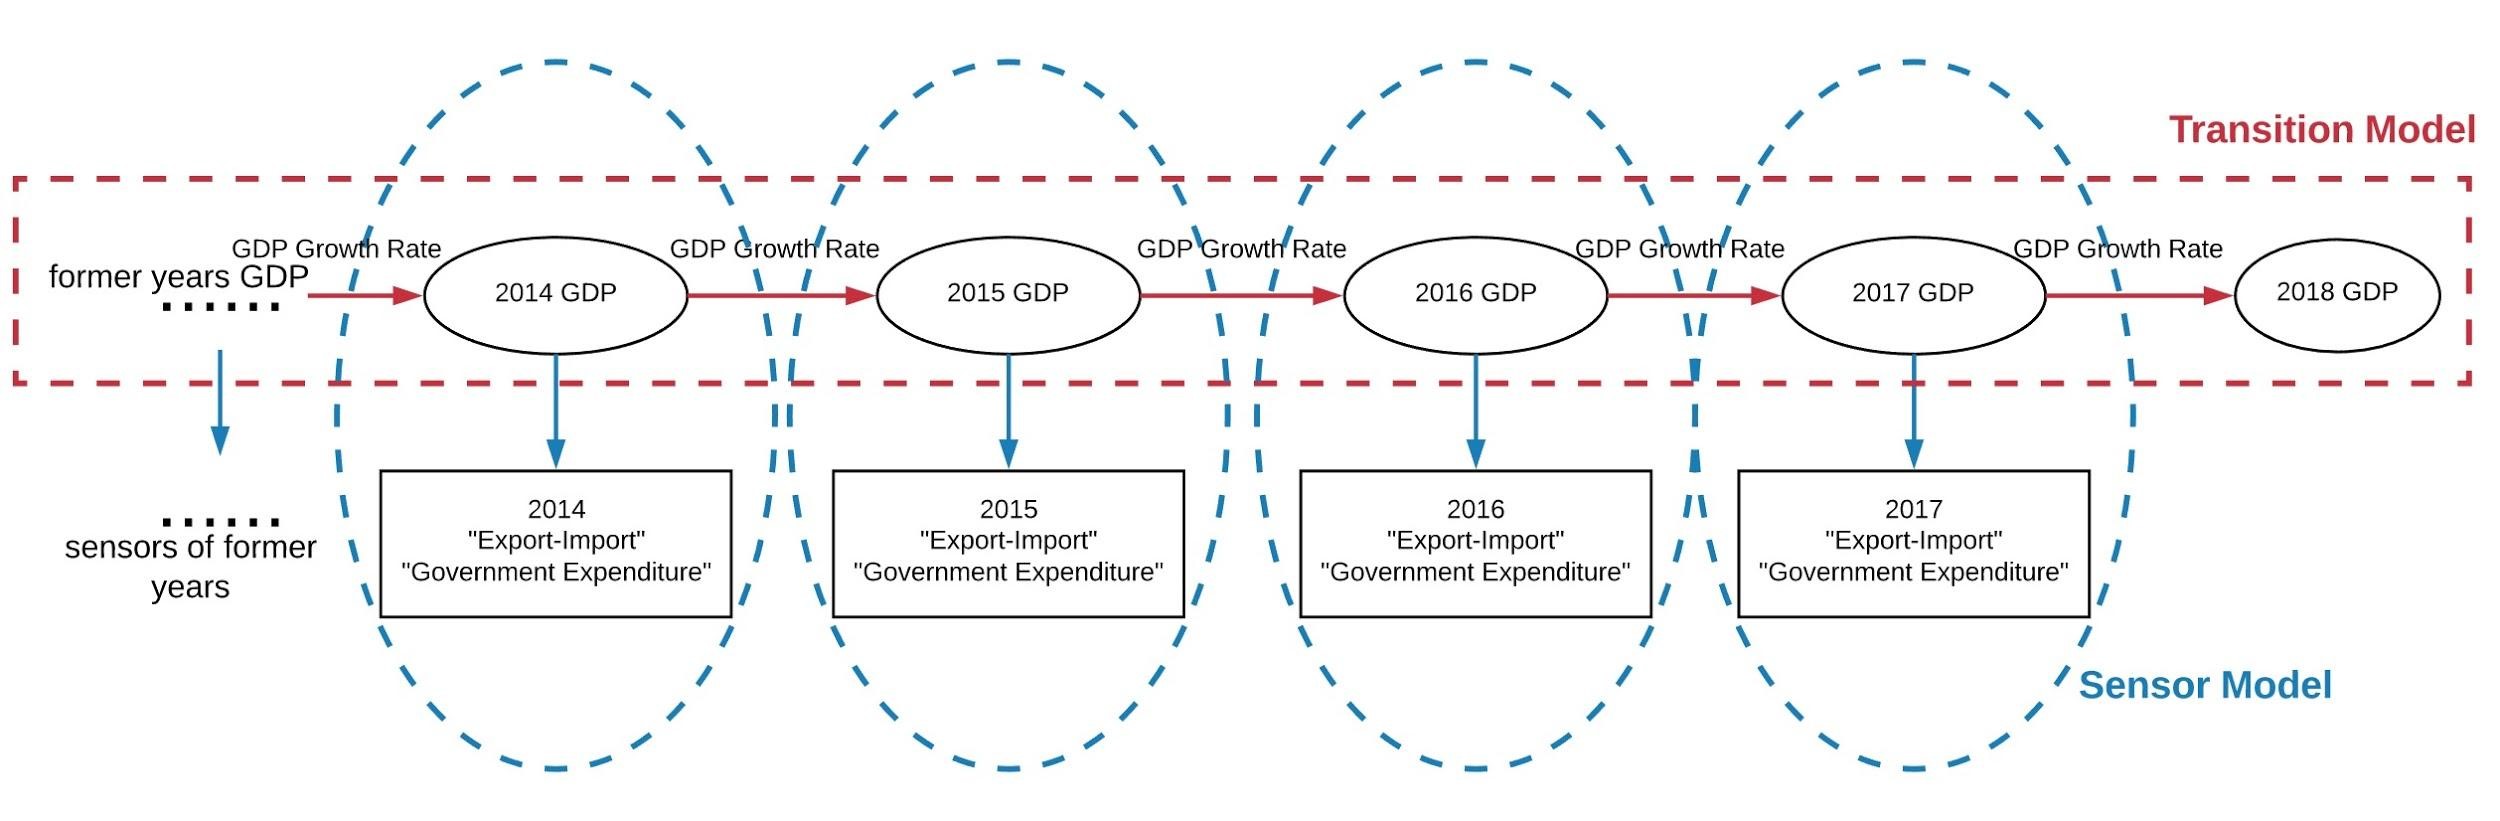 Transition Model
GDP Growth Rate
GDP Growth Rate
GDP Growth Rate
GDP Growth Rate
GDP Growth Rate
former years GDP
......
2014 GDP
2015 GDP
2016 GDP
2017 GDP
2018 GDP
......
sensors of former
years
2014
"Export-Import"
"Government Expenditure"
2015
"Export-Import"
"Government Expenditure"
2016
"Export-Import"
"Government Expenditure"
2017
"Export-Import"
"Government Expenditure"
Sensor Model